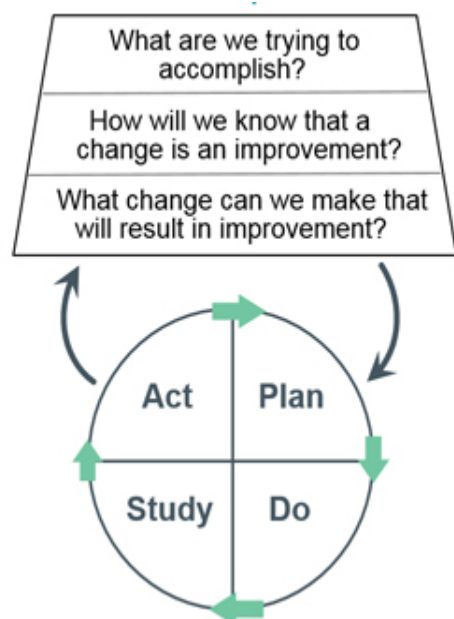 What are we trying to
accomplish?
How will we know that a
change is an improvement?
What change can we make that
will result in improvement?
Act
Plan
Study
Do